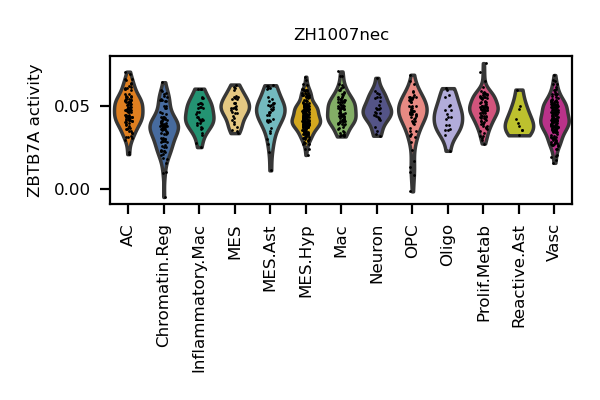 ZH1007nec
ZBTB7A activity
0.05
0.00
AC
Chromatin.Reg
Inflammatory.Mac
MES
MES.Ast
MES.Hyp
Mac
Neuron
OPC
Oligo
Prolif.Metab
Reactive.Ast
Vasc